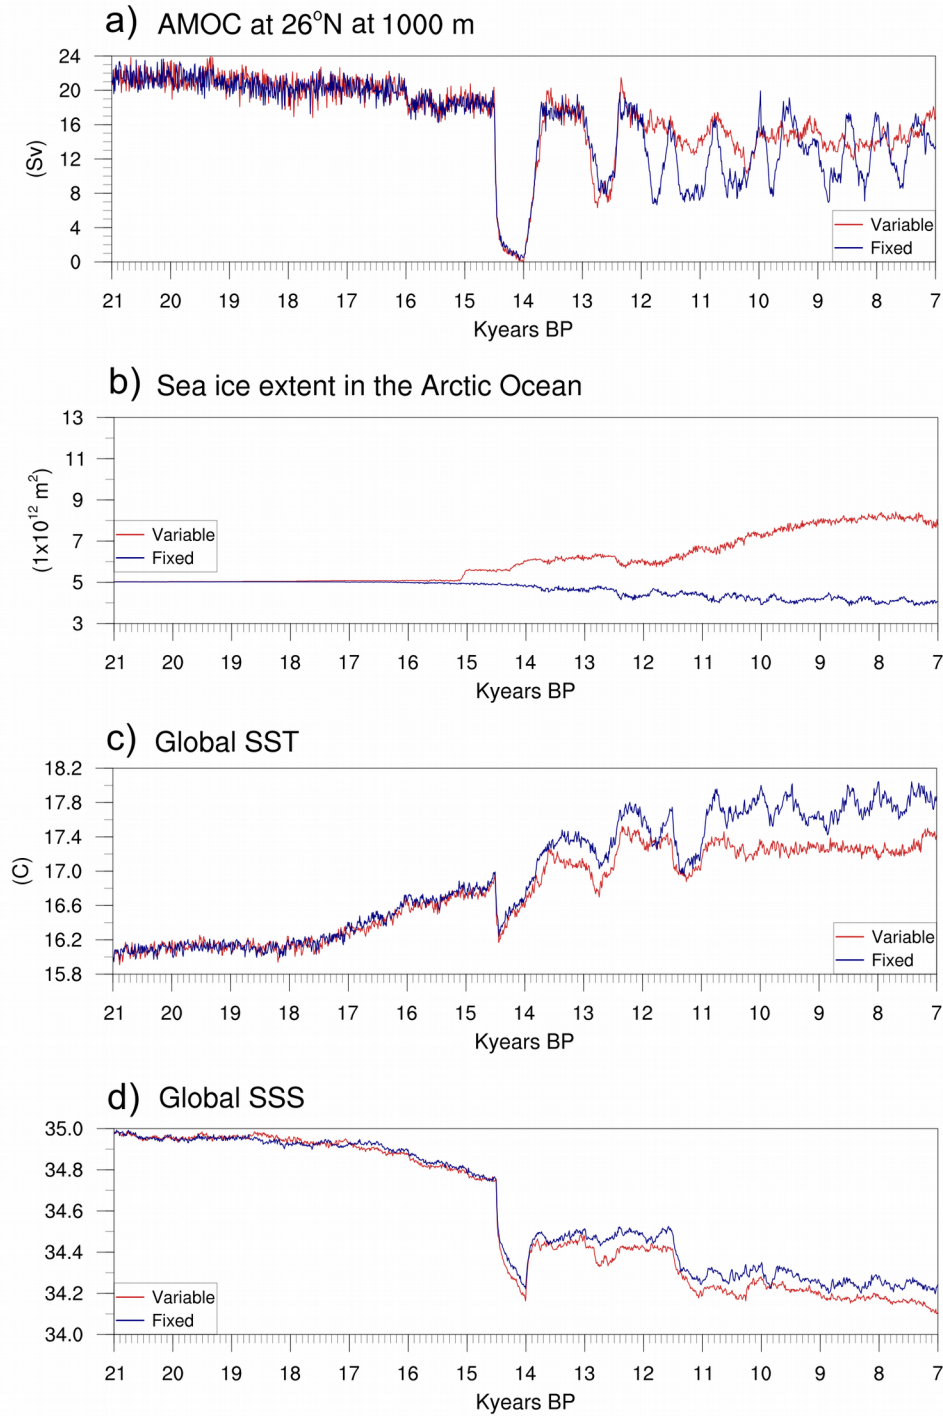 a) AMOC at 26°N at 1000 m
24
20
16
12
8
4
0
(Sv)
Variable
Fixed
21 20 19 18 17 16 15 14 13 12 11 10 9 8 7
Kyears BP
b) Sea ice extent in the Arctic Ocean
13
11
9
7
5
3
(1x10¹² m²)
Variable
Fixed
21 20 19 18 17 16 15 14 13 12 11 10 9 8 7
Kyears BP
c) Global SST
18.2
17.8
17.4
17.0
16.6
16.2
15.8
(C)
Variable
Fixed
21 20 19 18 17 16 15 14 13 12 11 10 9 8 7
Kyears BP
d) Global SSS
35.0
34.8
34.6
34.4
34.2
34.0
Variable
Fixed
21 20 19 18 17 16 15 14 13 12 11 10 9 8 7
Kyears BP